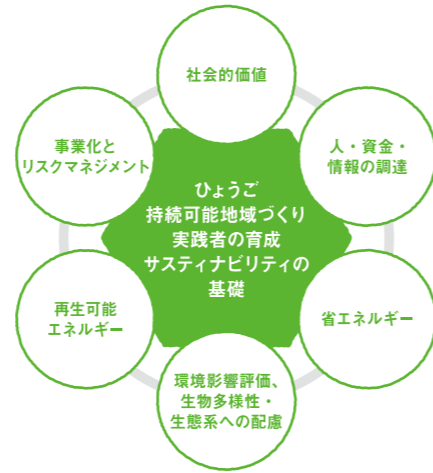 社会的価値
人・資金・
情報の調達
省エネルギー
環境影響評価、
生物多様性・
生態系への配慮
再生可能
エネルギー
事業化と
リスクマネジメント
ひょうご
持続可能地域づくり
実践者の育成
サスティナビリティの
基礎